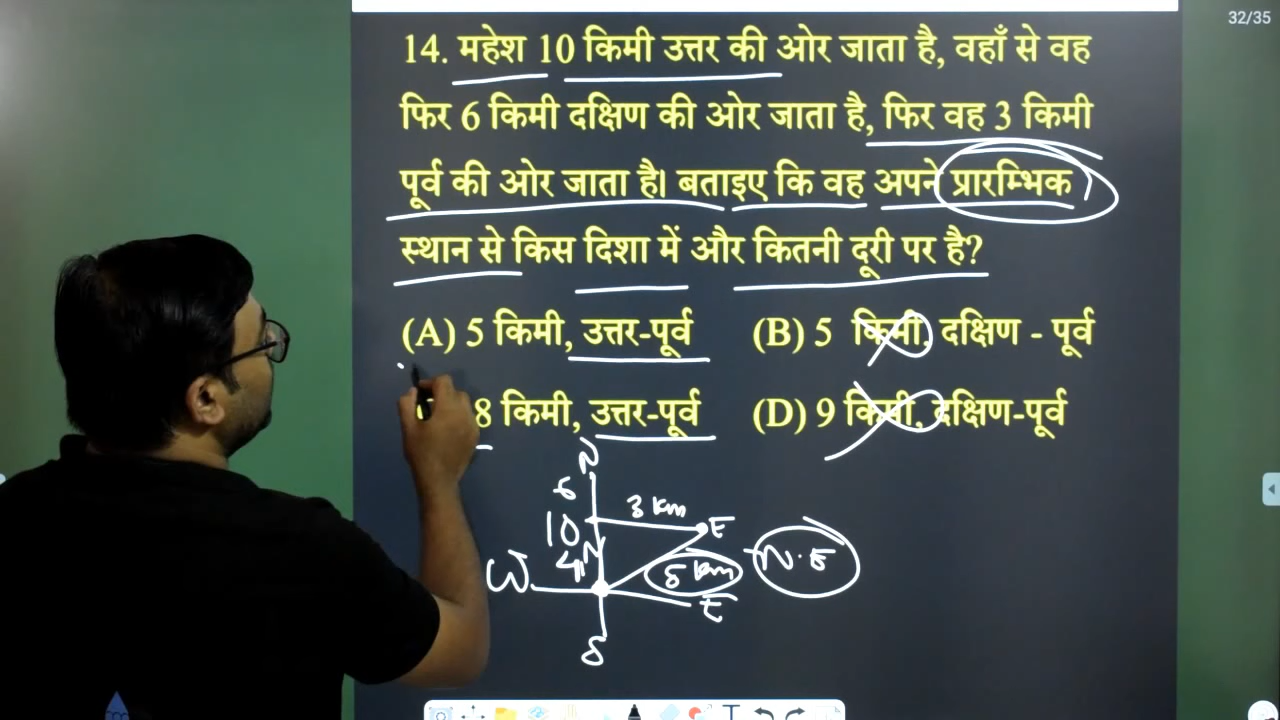 32/35
14. महेश 10 किमी उत्तर की ओर जाता है, वहाँ से वह
फिर 6 किमी दक्षिण की ओर जाता है, फिर वह 3 किमी
पूर्व की ओर जाता है। बताइए कि वह अपने प्रारम्भिक
स्थान से किस दिशा में और कितनी दूरी पर है?
(A) 5 किमी, उत्तर-पूर्व (B) 5 किमी, दक्षिण - पूर्व
8 किमी, उत्तर-पूर्व (D) 9 किमी, दक्षिण-पूर्व
N
6
3 km
10
E
4
5 km
N.E
W
E
S
T